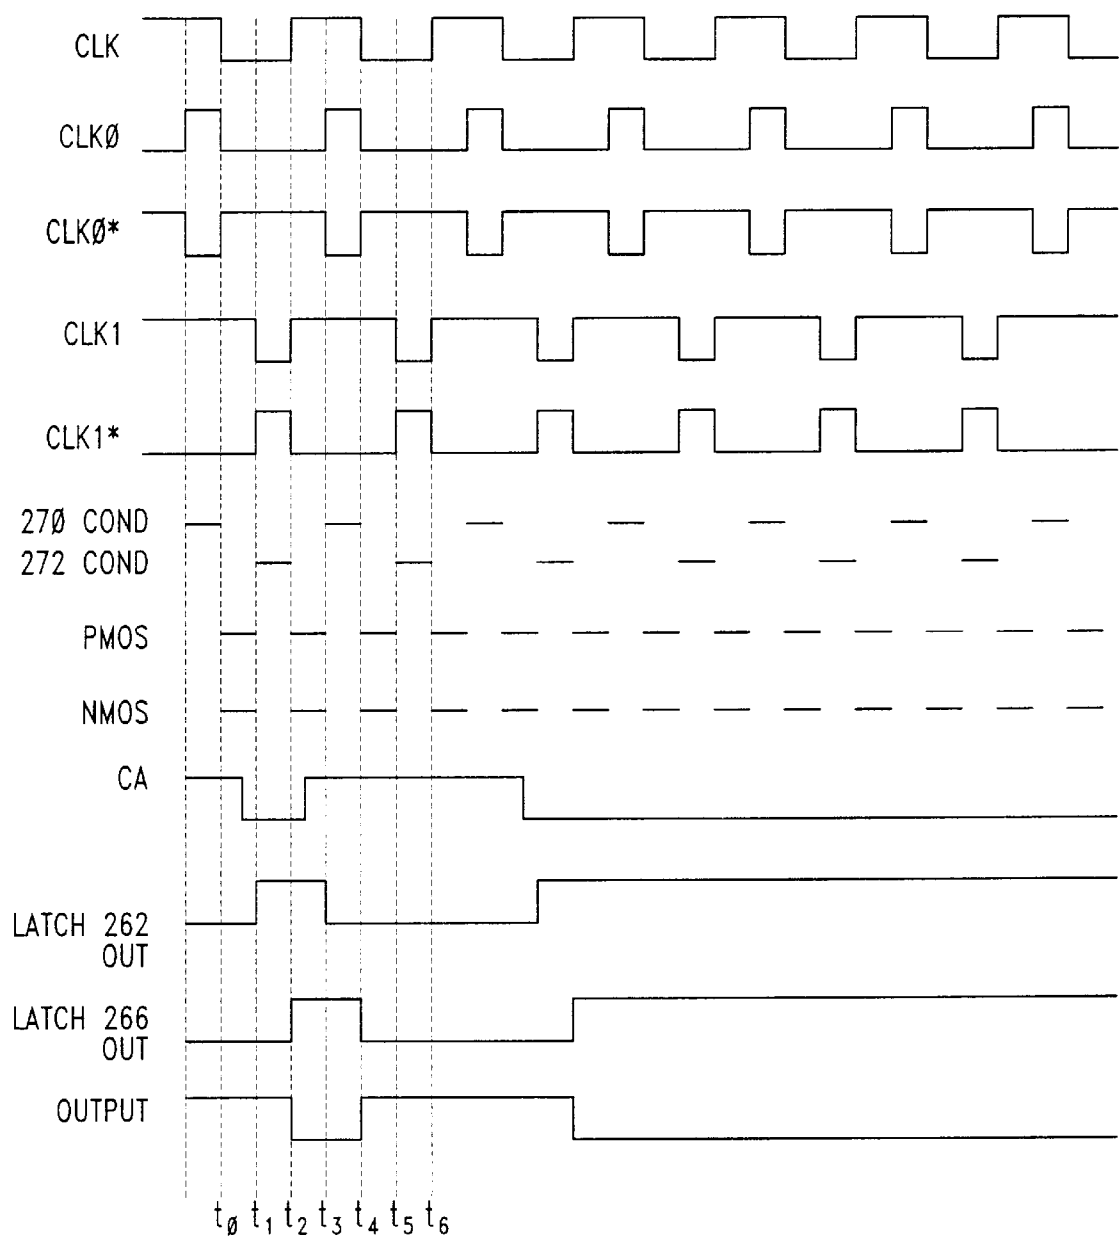 CLK
CLKØ
CLKØ*
CLK1
CLK1*
27Ø COND
272 COND
PMOS
NMOS
CA
LATCH 262
OUT
LATCH 266
OUT
OUTPUT
tø t1 t2 t3 t4 t5 t6